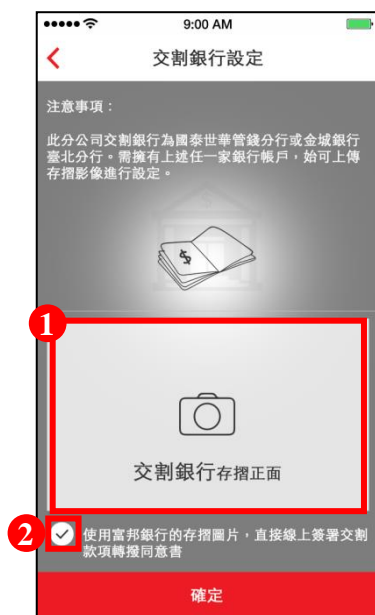 9:00 AM
交割銀行設定
注意事項：
此分公司交割銀行為國泰世華管錢分行或金城銀行
臺北分行。需擁有上述任一家銀行帳戶，始可上傳
存摺影像進行設定。
$
1
交割銀行存摺正面
2
使用富邦銀行的存摺圖片，直接線上簽署交割
款項轉撥同意書
確定